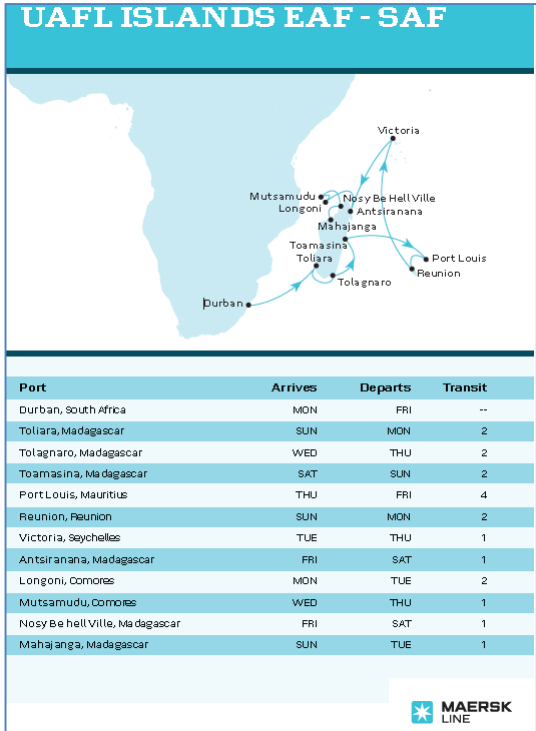 UAFL ISLANDS EAF - SAF
Victoria
Mutsamudu
Nosy Be Hell Ville
Longoni
Antsiranana
Mahajanga
Toamasina
Toliara
Port Louis
Reunion
Tolagnaro
Durban
Port Arrives Departs Transit
Durban, South Africa MON FRI --
Toliara, Madagascar SUN MON 2
Tolagnaro, Madagascar WED THU 2
Toamasina, Madagascar SAT SUN 2
Port Louis, Mauritius THU FRI 4
Reunion, Reunion SUN MON 2
Victoria, Seychelles TUE THU 1
Antsiranana, Madagascar FRI SAT 1
Longoni, Comores MON TUE 2
Mutsamudu, Comores WED THU 1
Nosy Be hell Ville, Madagascar FRI SAT 1
Mahajanga, Madagascar SUN TUE 1
MAERSK
LINE